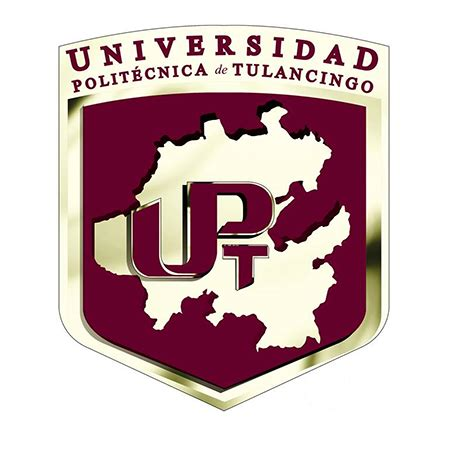 UNIVERSIDAD
POLITÉCNICA de TULANCINGO
UPT